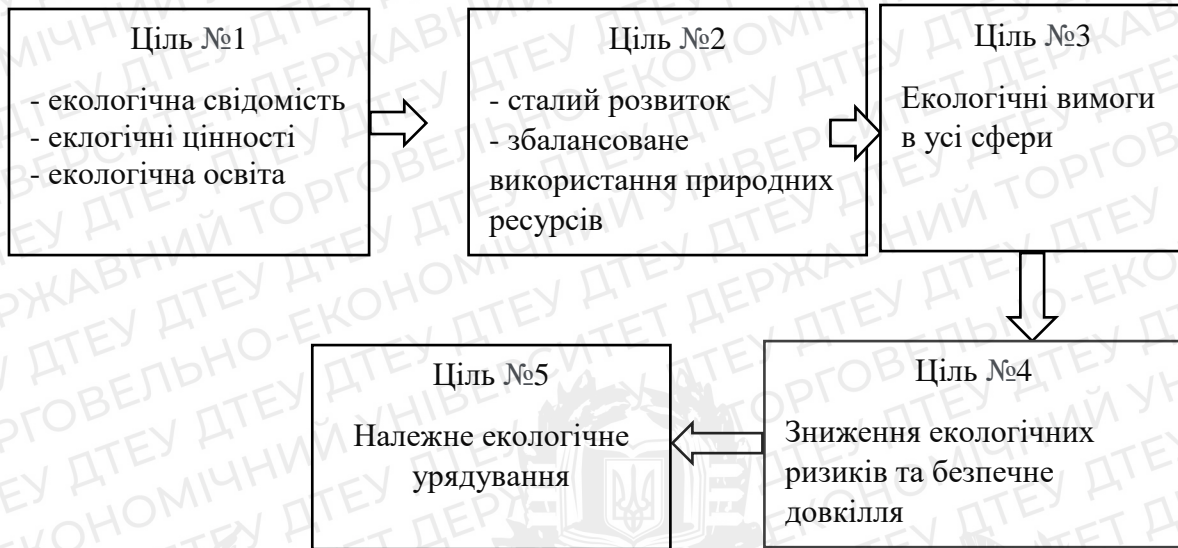 Ціль №1
- екологічна свідомість
- еклогічні цінності
- екологічна освіта
Ціль №2
- сталий розвиток
- збалансоване
використання природних
ресурсів
Ціль №3
Екологічні вимоги
в усі сфери
Ціль №4
Зниження екологічних
ризиків та безпечне
довкілля
Ціль №5
Належне екологічне
урядування